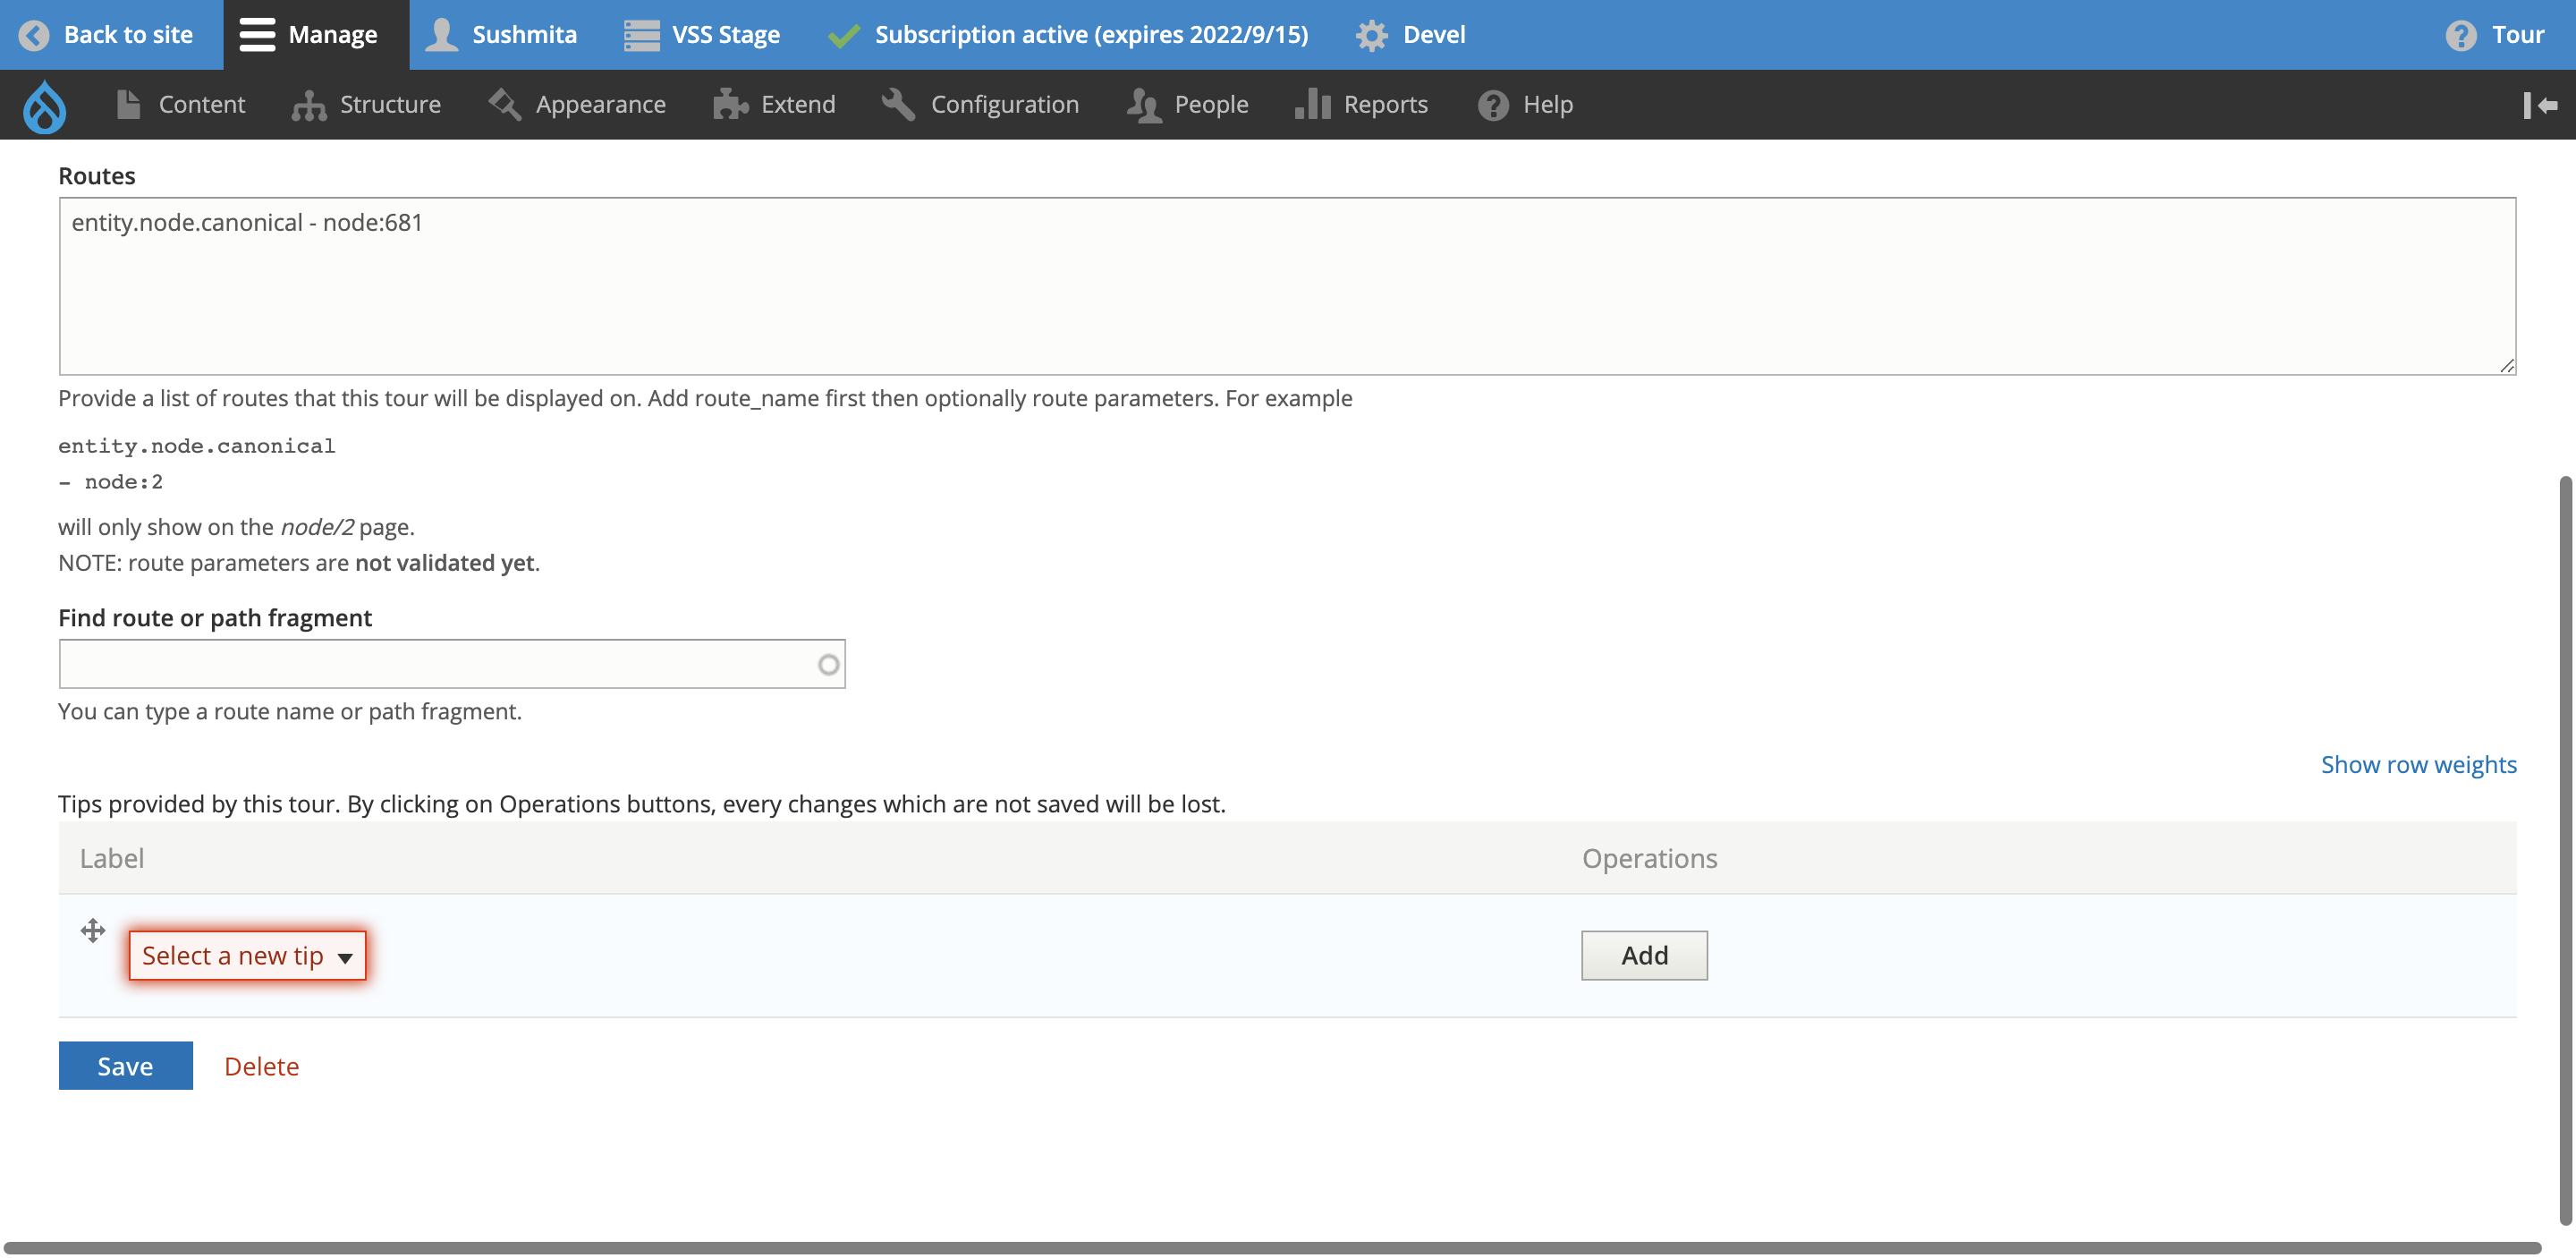 Back to site Manage Sushmita VSS Stage Subscription active (expires 2022/9/15) Devel Tour
Content Structure Appearance Extend Configuration People Reports Help
Routes
entity.node.canonical - node:681
Provide a list of routes that this tour will be displayed on. Add route_name first then optionally route parameters. For example
entity.node.canonical
- node:2
will only show on the node/2 page.
NOTE: route parameters are not validated yet.
Find route or path fragment
You can type a route name or path fragment.
Show row weights
Tips provided by this tour. By clicking on Operations buttons, every changes which are not saved will be lost.
Label Operations
Select a new tip Add
Save Delete